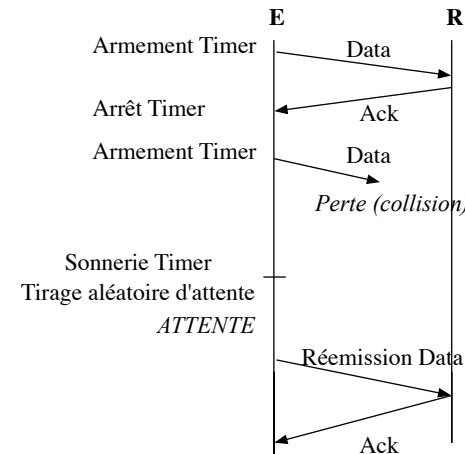 E R
Armement Timer Data
Arrêt Timer Ack
Armement Timer Data
Perte (collision)
Sonnerie Timer
Tirage aléatoire d'attente
ATTENTE
Réemission Data
Ack